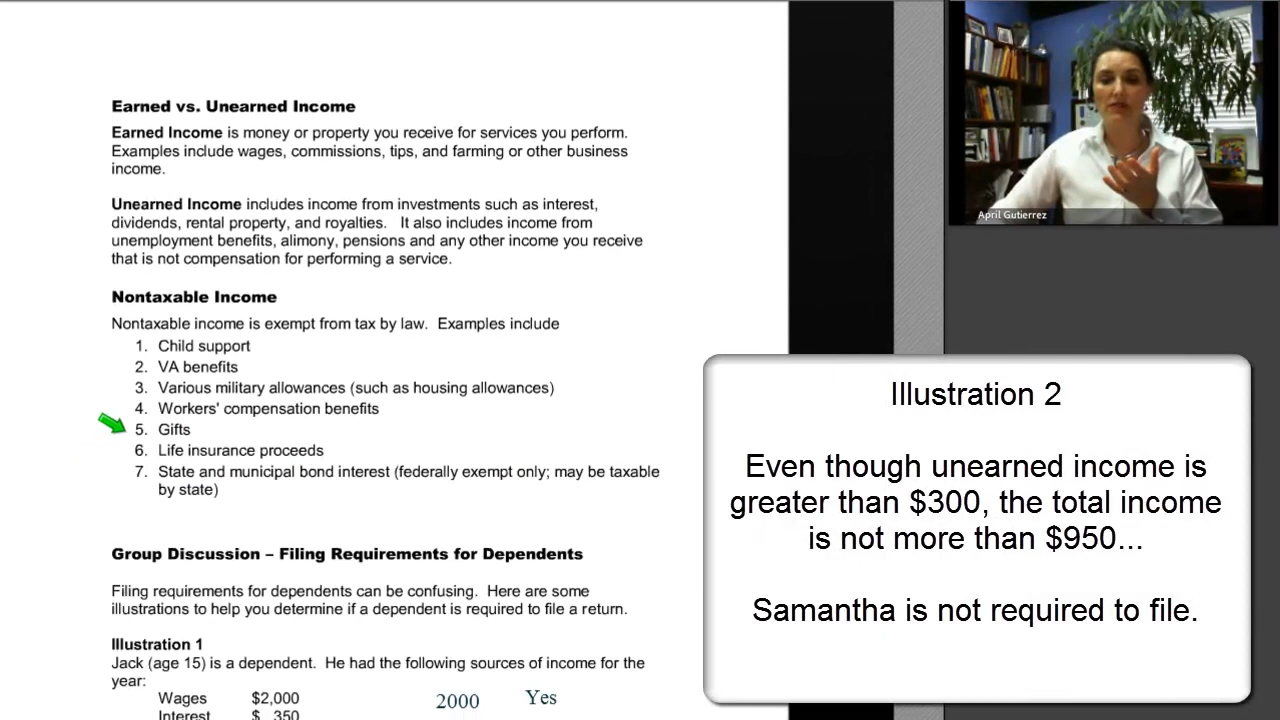 Earned vs. Unearned Income
Earned Income is money or property you receive for services you perform.
Examples include wages, commissions, tips, and farming or other business
income.
Unearned Income includes income from investments such as interest,
dividends, rental property, and royalties. It also includes income from
unemployment benefits, alimony, pensions and any other income you receive
that is not compensation for performing a service.
Nontaxable Income
Nontaxable income is exempt from tax by law. Examples include
1. Child support
2. VA benefits
3. Various military allowances (such as housing allowances)
4. Workers' compensation benefits
5. Gifts
6. Life insurance proceeds
7. State and municipal bond interest (federally exempt only; may be taxable
by state)
Group Discussion – Filing Requirements for Dependents
Filing requirements for dependents can be confusing. Here are some
illustrations to help you determine if a dependent is required to file a return.
Illustration 1
Jack (age 15) is a dependent. He had the following sources of income for the
year:
Wages $2,000 2000 Yes
Interest $ 350
April Gutierrez
Illustration 2
Even though unearned income is
greater than $300, the total income
is not more than $950...
Samantha is not required to file.